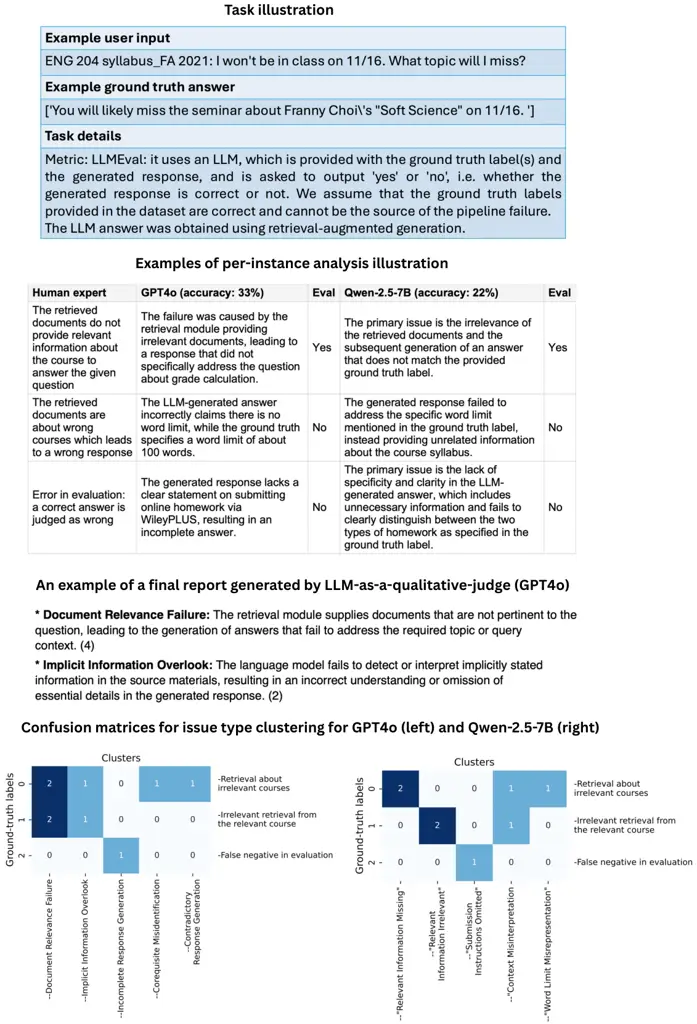 Task illustration
Example user input
ENG 204 syllabus_FA 2021: I won't be in class on 11/16. What topic will I miss?
Example ground truth answer
['You will likely miss the seminar about Franny Choi\'s "Soft Science" on 11/16. ']
Task details
Metric: LLMEval: it uses an LLM, which is provided with the ground truth label(s) and
the generated response, and is asked to output 'yes' or 'no', i.e. whether the
generated response is correct or not. We assume that the ground truth labels
provided in the dataset are correct and cannot be the source of the pipeline failure.
The LLM answer was obtained using retrieval-augmented generation.
Examples of per-instance analysis illustration
Human expert
GPT4o (accuracy: 33%)
Eval
Qwen-2.5-7B (accuracy: 22%)
Eval
The retrieved
documents do not
provide relevant
information about
the course to
answer the given
question
The failure was caused by the
retrieval module providing
irrelevant documents, leading to
a response that did not
specifically address the question
about grade calculation.
Yes
The primary issue is the irrelevance of
the retrieved documents and the
subsequent generation of an answer
that does not match the provided
ground truth label.
Yes
The retrieved
documents are
about wrong
courses which leads
to a wrong response
The LLM-generated answer
incorrectly claims there is no
word limit, while the ground truth
specifies a word limit of about
100 words.
No
The generated response failed to
address the specific word limit
mentioned in the ground truth label,
instead providing unrelated information
about the course syllabus.
No
Error in evaluation:
a correct answer is
judged as wrong
The generated response lacks a
clear statement on submitting
online homework via
WileyPLUS, resulting in an
incomplete answer.
No
The primary issue is the lack of
specificity and clarity in the LLM-
generated answer, which includes
unnecessary information and fails to
clearly distinguish between the two
types of homework as specified in the
ground truth label.
No
An example of a final report generated by LLM-as-a-qualitative-judge (GPT4o)
* Document Relevance Failure: The retrieval module supplies documents that are not pertinent to the
question, leading to the generation of answers that fail to address the required topic or query
context. (4)
* Implicit Information Overlook: The language model fails to detect or interpret implicitly stated
information in the source materials, resulting in an incorrect understanding or omission of
essential details in the generated response. (2)
Confusion matrices for issue type clustering for GPT4o (left) and Qwen-2.5-7B (right)
Clusters
Ground-truth labels
0
2 1 0 1 1
-Retrieval about
irrelevant courses
1
2 1 0 0 0
-Irrelevant retrieval from
the relevant course
2
0 0 1 0 0
-False negative in evaluation
--Document Relevance Failure
--Implicit Information Overlook
--Incomplete Response Generation
--Corequisite Misidentification
--Contradictory
Response Generation
Clusters
Ground-truth labels
0
2 0 0 1 1
-Retrieval about
irrelevant courses
1
0 2 0 1 0
-Irrelevant retrieval from
the relevant course
2
0 0 1 0 0
-False negative in evaluation
--"Relevant Information Missing"
--"Relevant
Information Irrelevant"
--"Submission
Instructions Omitted"
--"Context Misinterpretation
--"Word Limit Misrepresentation"